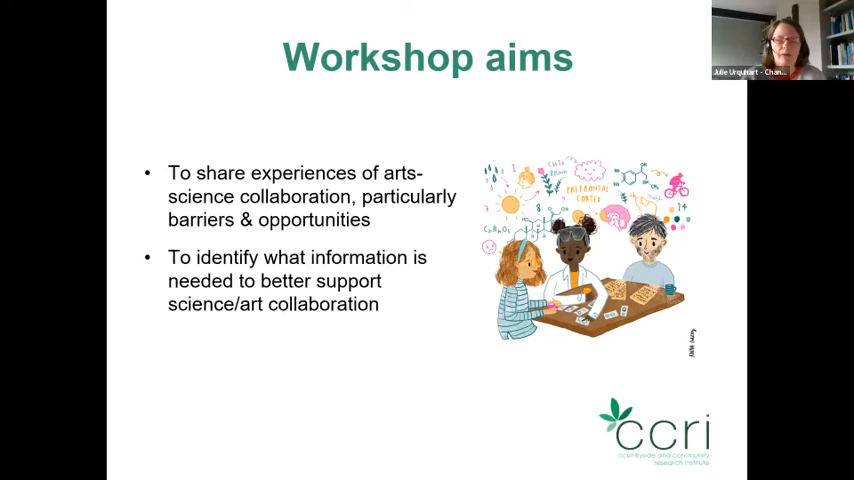 Workshop aims
Julie Urquhart - Chan...
• To share experiences of arts-
science collaboration, particularly
barriers & opportunities
• To identify what information is
needed to better support
science/art collaboration
PREFRONTAL
CORTEX
ccri
countryside and community
research institute